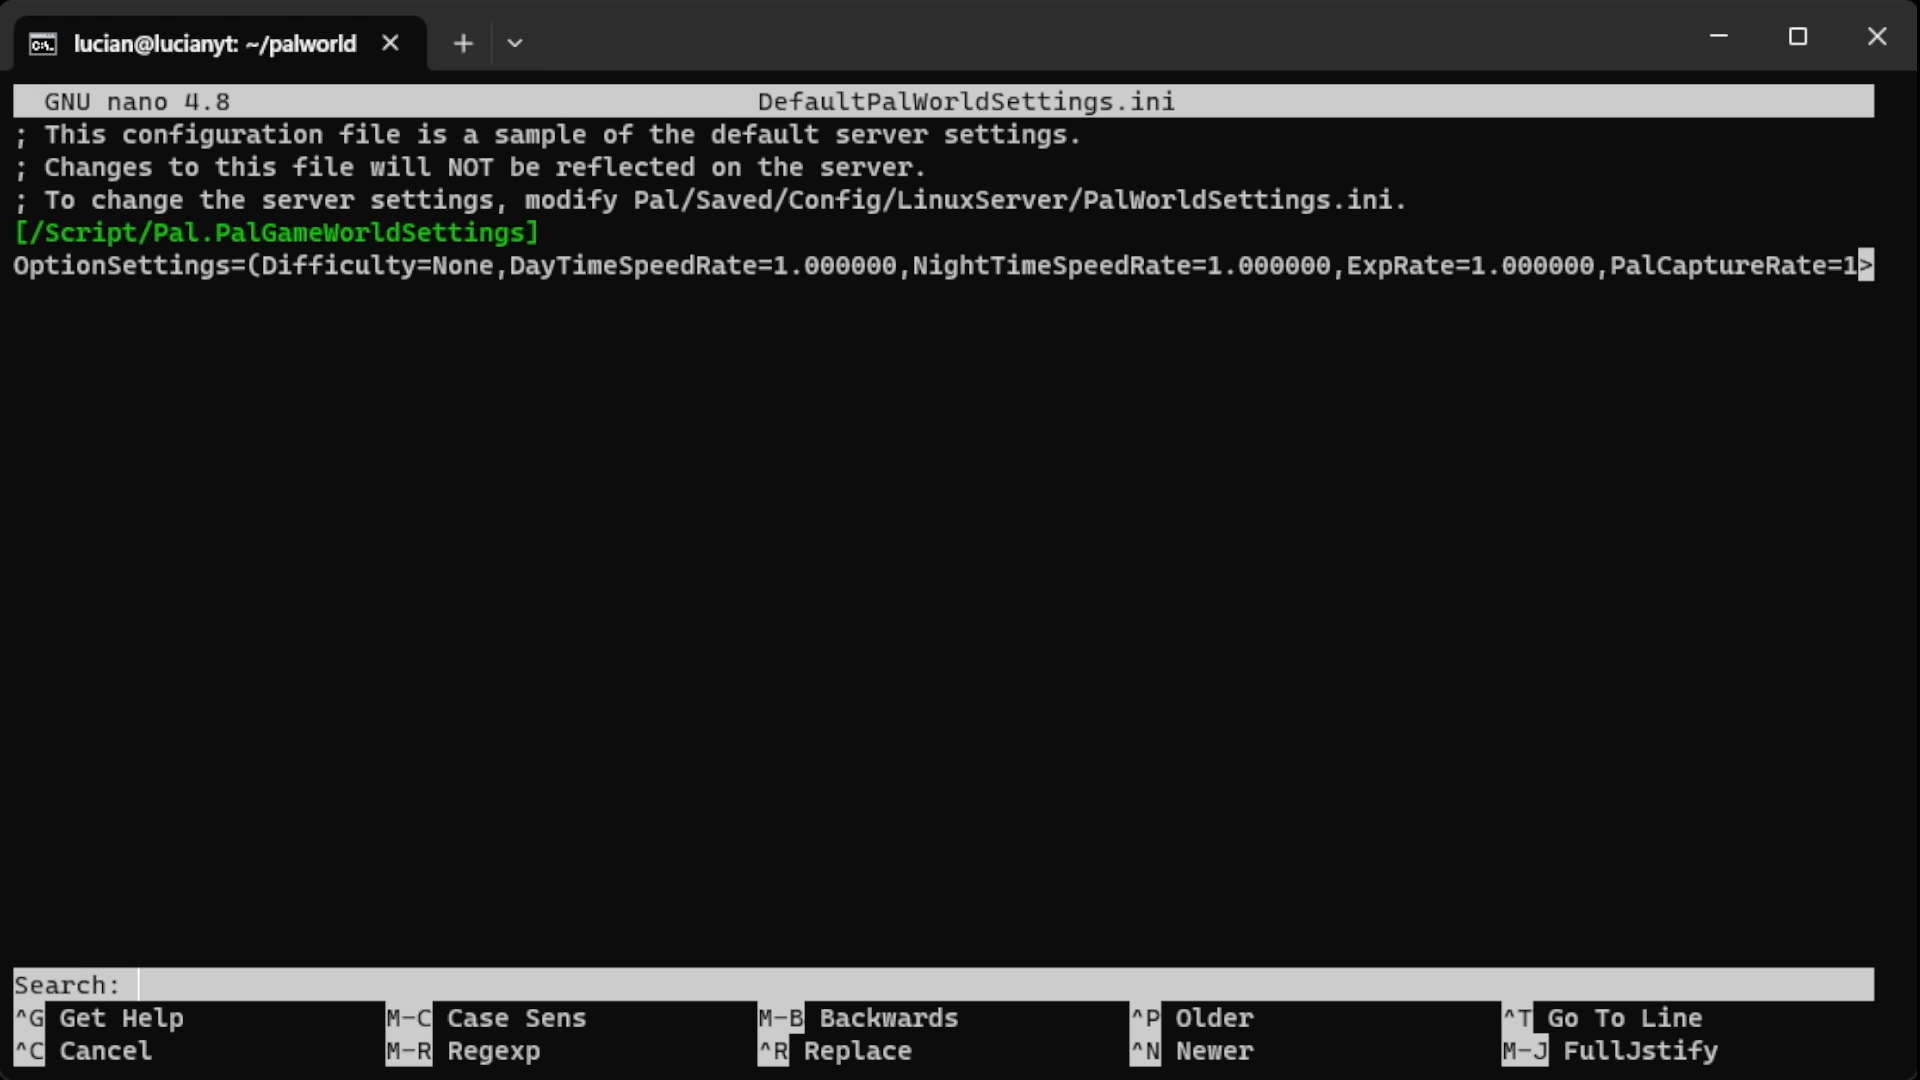 lucian@lucianyt: ~/palworld
GNU nano 4.8 DefaultPalWorldSettings.ini
; This configuration file is a sample of the default server settings.
; Changes to this file will NOT be reflected on the server.
; To change the server settings, modify Pal/Saved/Config/LinuxServer/PalWorldSettings.ini.
[/Script/Pal.PalGameWorldSettings]
OptionSettings=(Difficulty=None,DayTimeSpeedRate=1.000000,NightTimeSpeedRate=1.000000,ExpRate=1.000000,PalCaptureRate=1>
Search:
^G Get Help M-C Case Sens M-B Backwards ^P Older ^T Go To Line
^C Cancel M-R Regexp ^R Replace ^N Newer M-J FullJstify